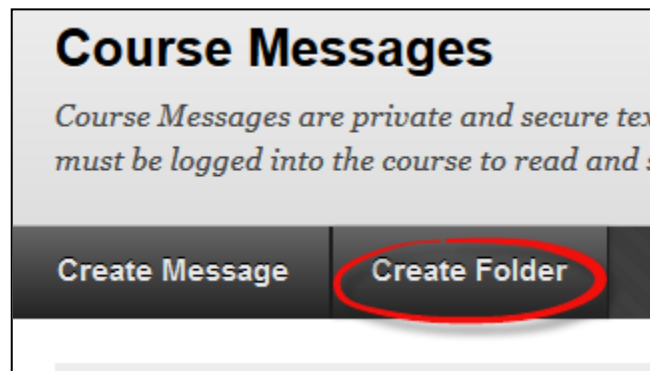 Course Messages
Course Messages are private and secure
must be logged into the course to read and
Create Message
Create Folder